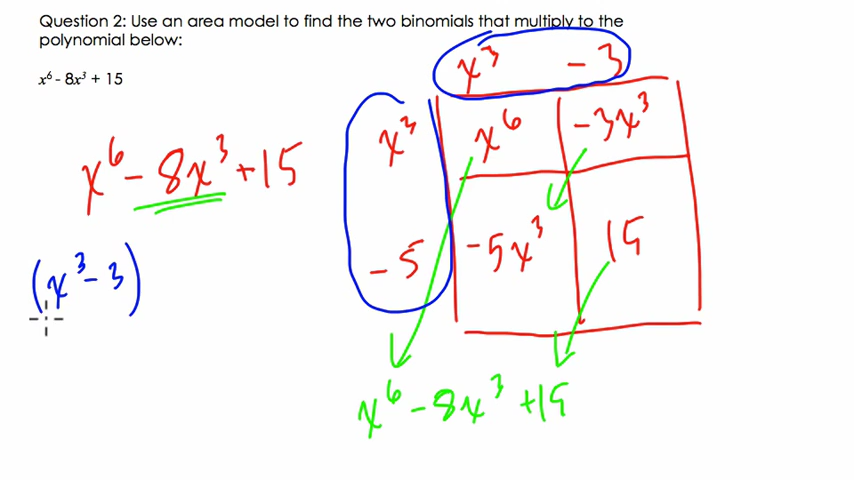 Question 2: Use an area model to find the two binomials that multiply to the
polynomial below:
x⁶ - 8x³ + 15
x³ - 3
x³ x⁶ -3x³
x⁶ - 8x³ + 15
-5 -5x³ 15
(x³ - 3)
x⁶ - 8x³ + 15